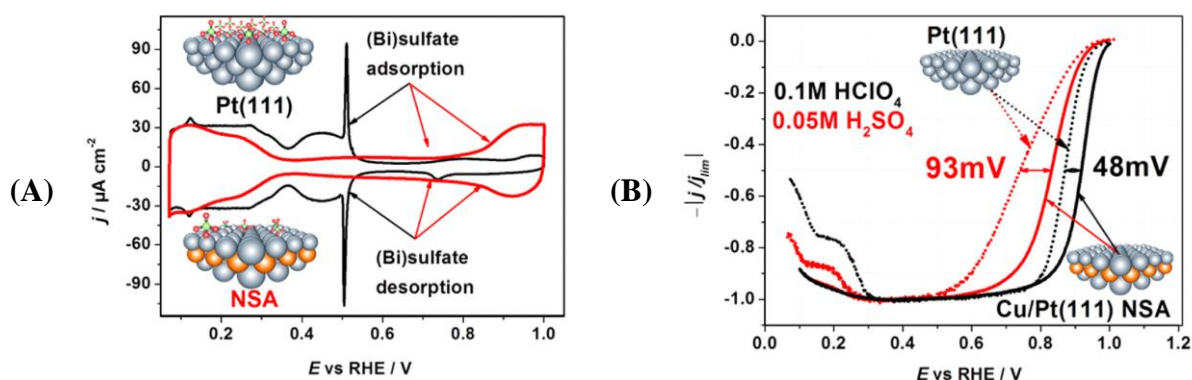 (A)
j / μA cm⁻²
90
60
30
0
-30
-60
-90
0.2
0.4
0.6
0.8
1.0
E vs RHE / V
Pt(111)
(Bi)sulfate
adsorption
NSA
(Bi)sulfate
desorption
(B)
–|j/jlim|
0.0
-0.2
-0.4
-0.6
-0.8
-1.0
0.0
0.2
0.4
0.6
0.8
1.0
1.2
E vs RHE / V
Pt(111)
0.1M HClO₄
0.05M H₂SO₄
93mV
48mV
Cu/Pt(111) NSA